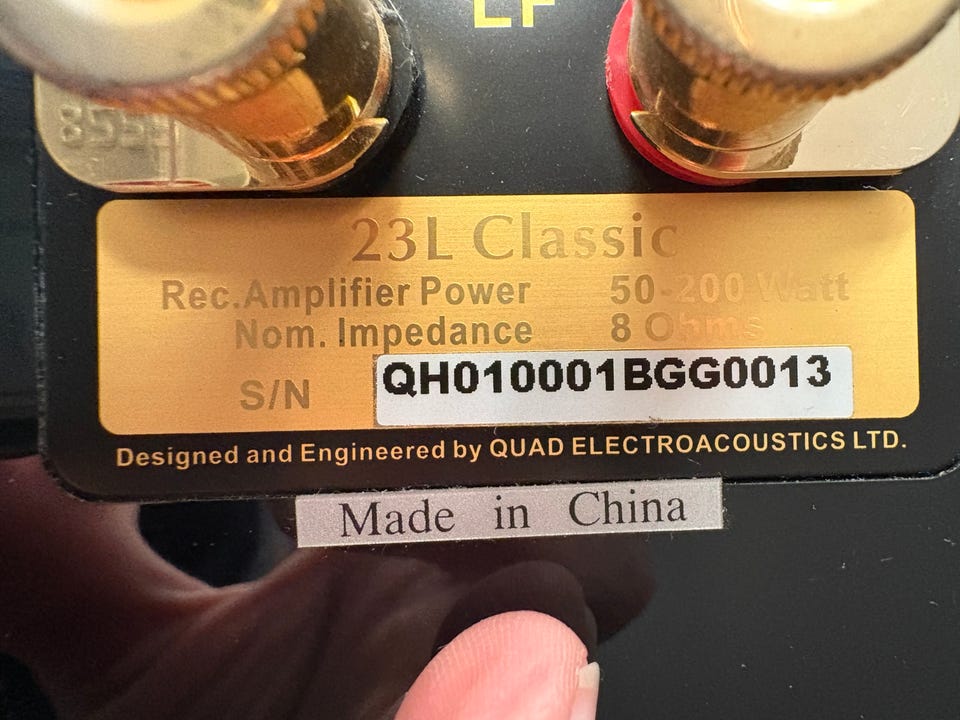 LF
23L Classic
Rec.Amplifier Power 50-200 Watt
Nom. Impedance 8 Ohms
S/N QH010001BGG0013
Designed and Engineered by QUAD ELECTROACOUSTICS LTD.
Made in China